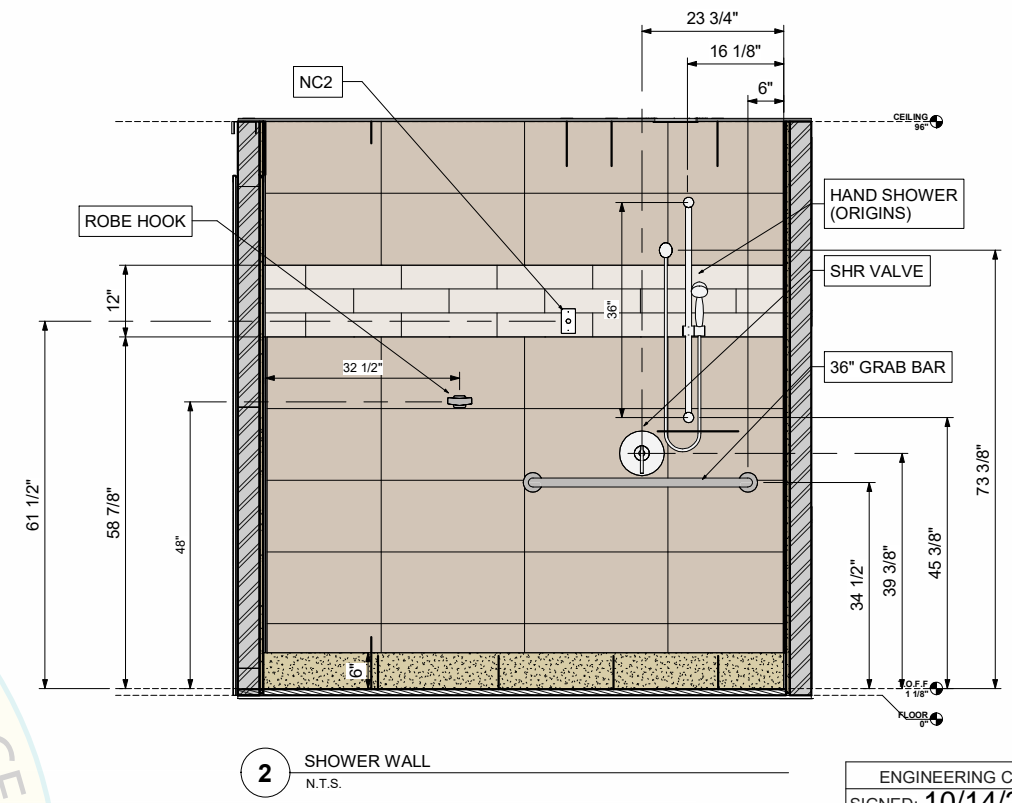 23 3/4"
16 1/8"
6"
NC2
CEILING
96"
ROBE HOOK
HAND SHOWER
(ORIGINS)
SHR VALVE
12"
36"
36" GRAB BAR
32 1/2"
61 1/2"
58 7/8"
48"
73 3/8"
45 3/8"
39 3/8"
34 1/2"
6"
T.O.F.F
1 1/8"
FLOOR
0"
2
SHOWER WALL
N.T.S.
ENGINEERING C
SIGNED: 10/14/2
CE